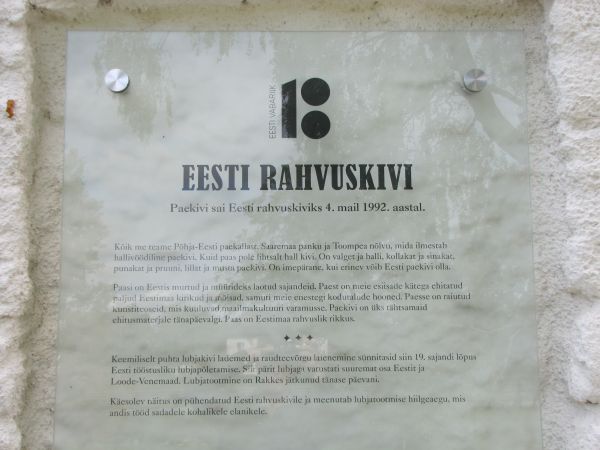 EESTI VABARIIK
100
EESTI RAHVUSKIVI
Paekivi sai Eesti rahvuskiviks 4. mail 1992. aastal.
Kõik me teame Põhja-Eesti paekallast, Saaremaa panku ja Toompea nõlvu, mida ilmestab
hallivöödiline paekivi. Kuid paas pole lihtsalt hall kivi. On valget ja halli, kollakat ja sinakat,
punakat ja pruuni, lillat ja musta paekivi. On imepärane, kui erinev võib Eesti paekivi olla.
Paasi on Eestis murtud ja müürideks laotud sajandeid. Paest on meie esiisade kätega ehitatud
paljud Eestimaa kirikud ja mõisad, samuti meie enestegi kodutalude hooned. Paesse on raiutud
kunstiteoseid, mis kuuluvad maailmakultuuri varamusse. Paekivi on üks tähtsamaid
ehitusmaterjale tänapäevalgi. Paas on Eestimaa rahvuslik rikkus.
Keemiliselt puhta lubjakivi lademed ja raudteevõrgu laienemine sünnitasid siin 19. sajandi lõpus
Eesti tööstusliku lubjapõletamise. Siit pärit lubjaga varustati suuremat osa Eestit ja
Loode-Venemaad. Lubjatootmine on Rakkes jätkunud tänase päevani.
Käesolev näitus on pühendatud Eesti rahvuskivile ja meenutab lubjatootmise hiilgeaegu, mis
andis tööd sadadele kohalikele elanikele.